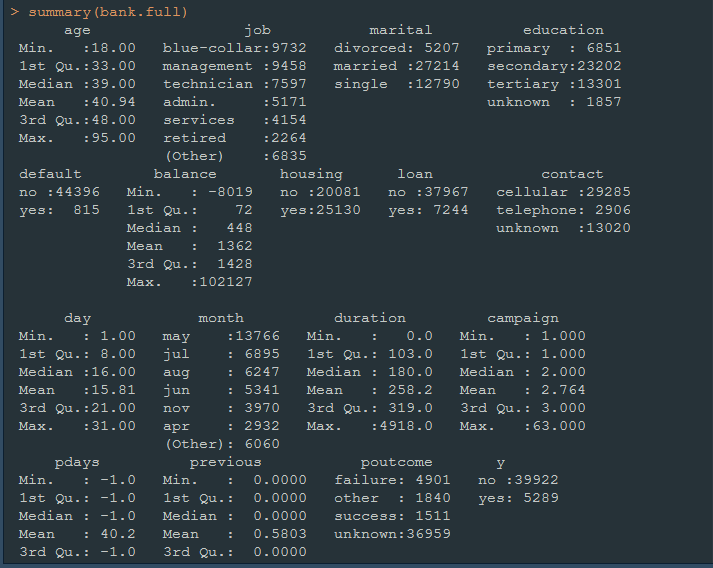 > summary(bank.full)
      age              job           marital          education    
 Min.   :18.00   blue-collar:9732   divorced: 5207   primary  : 6851
 1st Qu.:33.00   management :9458   married :27214   secondary:23202
 Median :39.00   technician :7597   single  :12790   tertiary :13301
 Mean   :40.94   admin.     :5171                    unknown  : 1857
 3rd Qu.:48.00   services   :4154
 Max.   :95.00   retired    :2264
                 (Other)    :6835
 default        balance       housing      loan            contact
 no :44396   Min.   : -8019   no :20081   no :37967   cellular :29285
 yes:  815   1st Qu.:    72   yes:25130   yes: 7244   telephone: 2906
             Median :   448                           unknown  :13020
             Mean   :  1362
             3rd Qu.:  1428
             Max.   :102127
      day            month          duration         campaign
 Min.   : 1.00   may    :13766   Min.   :   0.0   Min.   : 1.000
 1st Qu.: 8.00   jul    : 6895   1st Qu.: 103.0   1st Qu.: 1.000
 Median :16.00   aug    : 6247   Median : 180.0   Median : 2.000
 Mean   :15.81   jun    : 5341   Mean   : 258.2   Mean   : 2.764
 3rd Qu.:21.00   nov    : 3970   3rd Qu.: 319.0   3rd Qu.: 3.000
 Max.   :31.00   apr    : 2932   Max.   :4918.0   Max.   :63.000
                 (Other): 6060
     pdays          previous          poutcome        y
 Min.   : -1.0   Min.   :  0.0000   failure: 4901   no :39922
 1st Qu.: -1.0   1st Qu.:  0.0000   other  : 1840   yes: 5289
 Median : -1.0   Median :  0.0000   success: 1511
 Mean   : 40.2   Mean   :  0.5803   unknown:36959
 3rd Qu.: -1.0   3rd Qu.:  0.0000